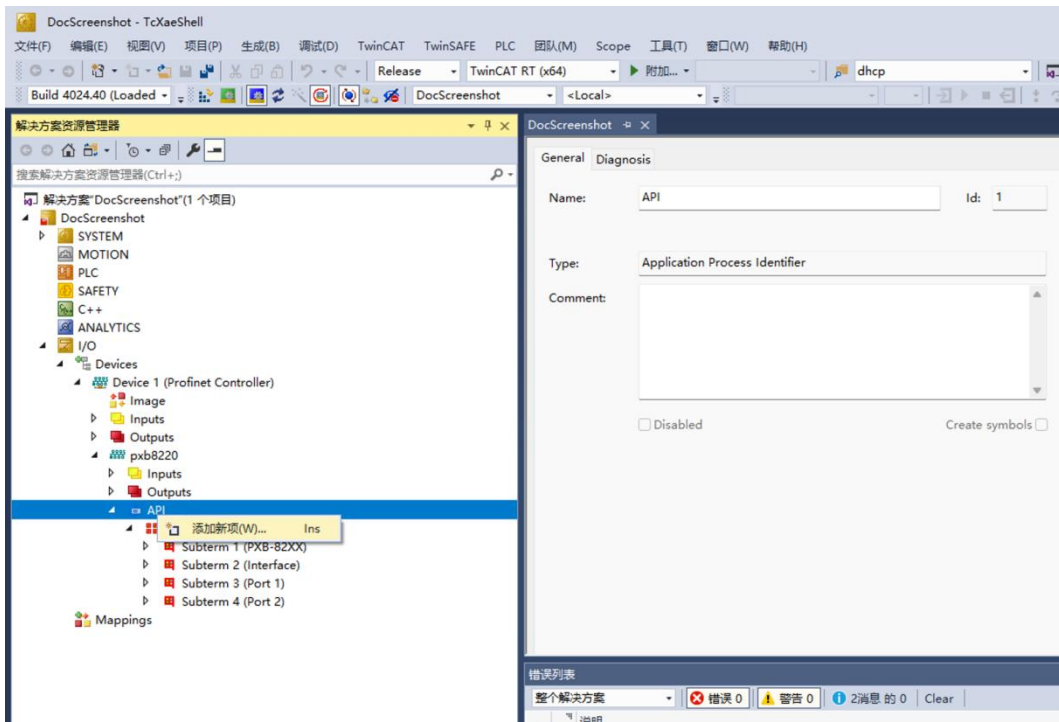 DocScreenshot - TcXaeShell
文件(F) 编辑(E) 视图(V) 项目(P) 生成(B) 调试(D) TwinCAT TwinSAFE PLC 团队(M) Scope 工具(T) 窗口(W) 帮助(H)
Release TwinCAT RT (x64) 附加... dhcp
Build 4024.40 (Loaded DocScreenshot <Local>
解决方案资源管理器
搜索解决方案资源管理器(Ctrl+;)
解决方案"DocScreenshot"(1 个项目)
DocScreenshot
SYSTEM
MOTION
PLC
SAFETY
C++
ANALYTICS
I/O
Devices
Device 1 (Profinet Controller)
Image
Inputs
Outputs
pxb8220
Inputs
Outputs
API
添加新项(W)... Ins
Subterm 1 (PXB-82XX)
Subterm 2 (Interface)
Subterm 3 (Port 1)
Subterm 4 (Port 2)
Mappings
DocScreenshot
General Diagnosis
Name: API Id: 1
Type: Application Process Identifier
Comment:
Disabled Create symbols
错误列表
整个解决方案 错误 0 警告 0 2消息 的 0 Clear
说明